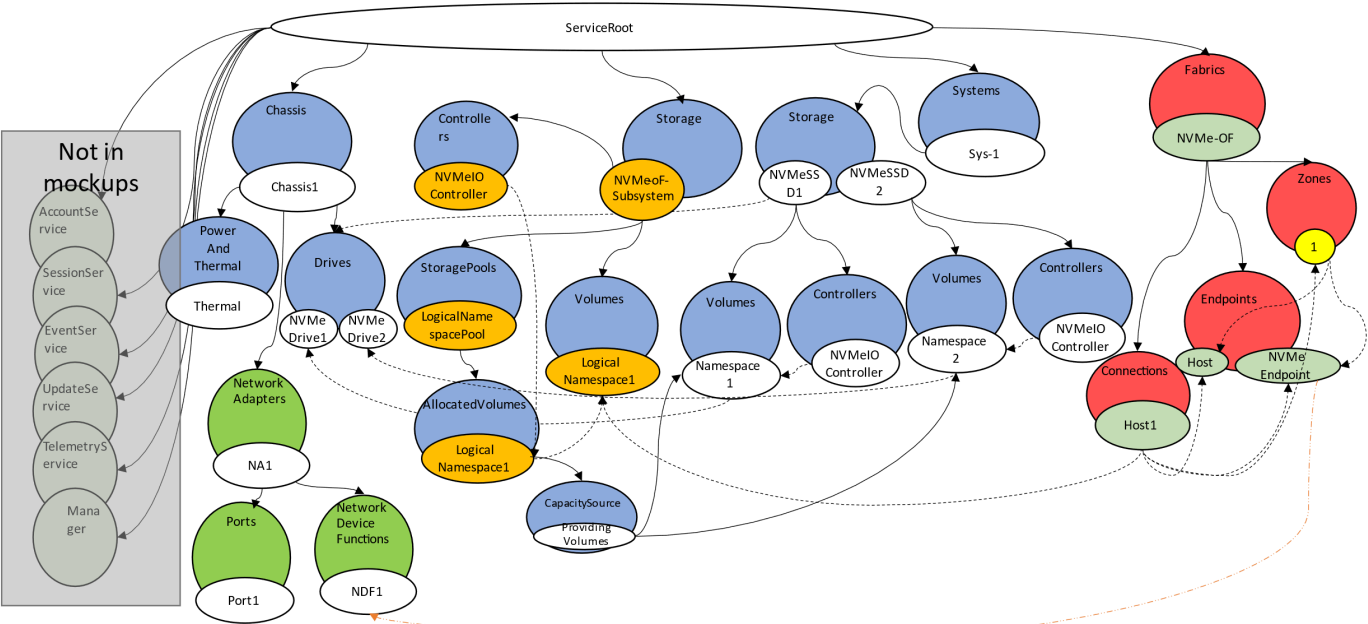 ServiceRoot
Not in
mockups
AccountSe
rvice
SessionSer
vice
EventSer
vice
UpdateSe
rvice
TelemetryS
ervice
Mana
ger
Chassis
Chassis1
Power
And
Thermal
Thermal
Drives
NVMe
Drive1
NVMe
Drive2
Network
Adapters
NA1
Ports
Port1
Network
Device
Functions
NDF1
Controlle
rs
NVMeIO
Controller
Storage
NVMe-oF-
Subsystem
StoragePools
LogicalName
spacePool
AllocatedVolumes
Logical
Namespace1
Volumes
Logical
Namespace1
CapacitySource
Providing
Volumes
Storage
NVMeSS
D1
NVMeSSD
2
Systems
Sys-1
Volumes
Namespace
1
Controllers
NVMeIO
Controller
Volumes
Namespace
2
Controllers
NVMeIO
Controller
Fabrics
NVMe-OF
Zones
1
Endpoints
Host
NVMe
Endpoint
Connections
Host1